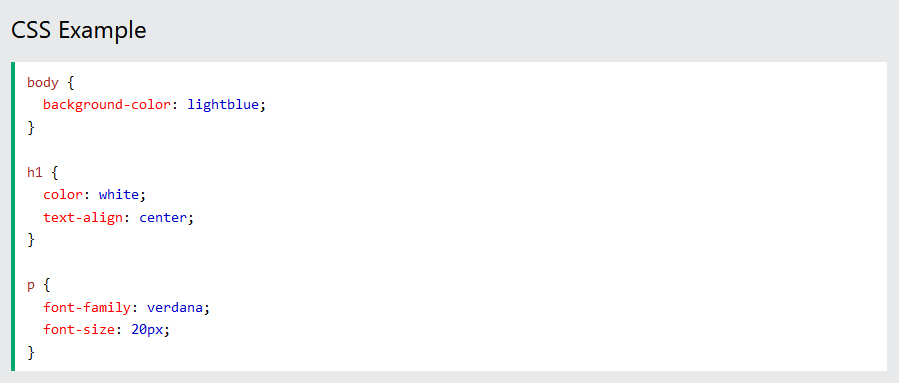 CSS Example
body {
  background-color: lightblue;
}

h1 {
  color: white;
  text-align: center;
}

p {
  font-family: verdana;
  font-size: 20px;
}